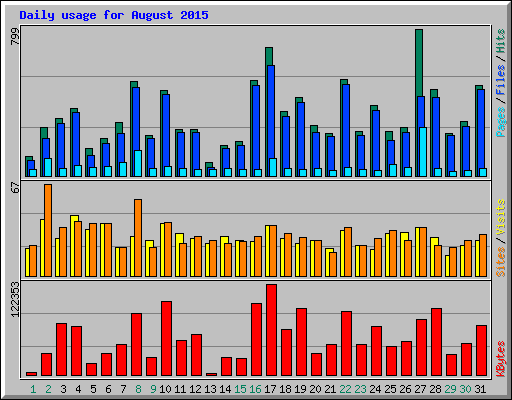 Daily usage for August 2015
799
Pages / Files / Hits
67
Sites / Visits
122353
KBytes
1 2 3 4 5 6 7 8 9 10 11 12 13 14 15 16 17 18 19 20 21 22 23 24 25 26 27 28 29 30 31